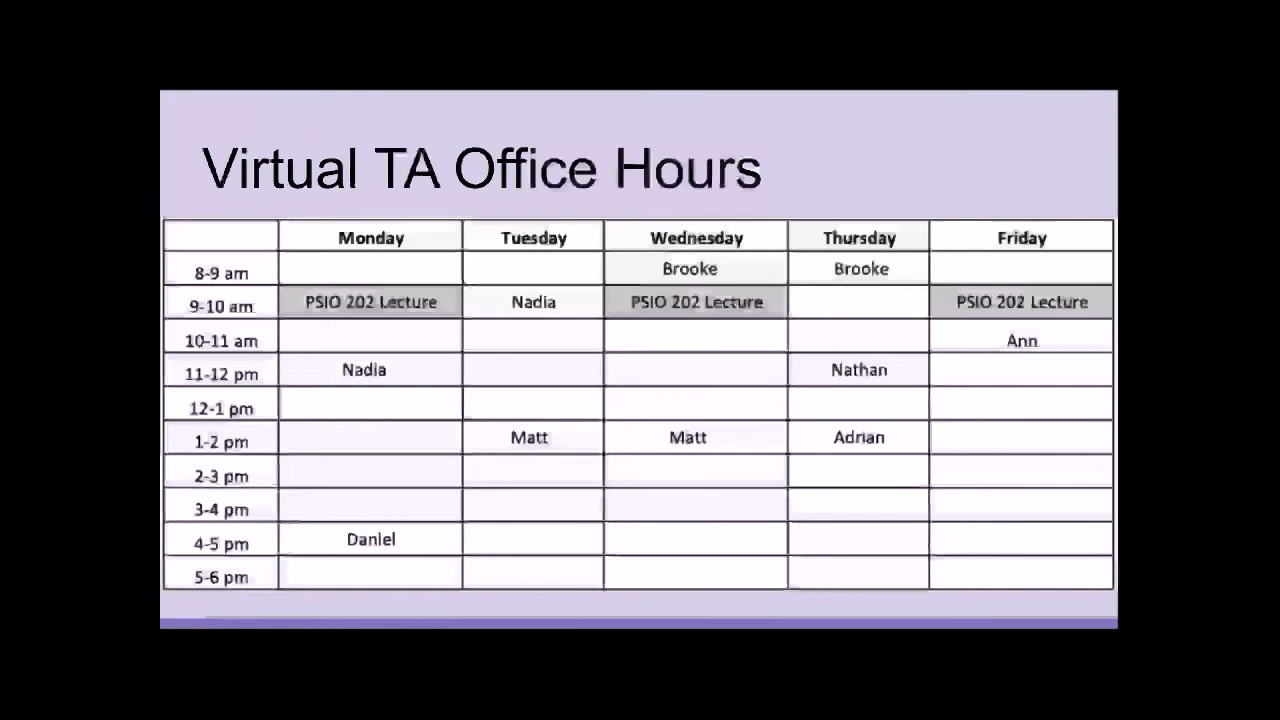 Virtual TA Office Hours
Monday Tuesday Wednesday Thursday Friday
8-9 am Brooke Brooke
9-10 am PSIO 202 Lecture Nadia PSIO 202 Lecture PSIO 202 Lecture
10-11 am Ann
11-12 pm Nadia Nathan
12-1 pm
1-2 pm Matt Matt Adrian
2-3 pm
3-4 pm
4-5 pm Daniel
5-6 pm